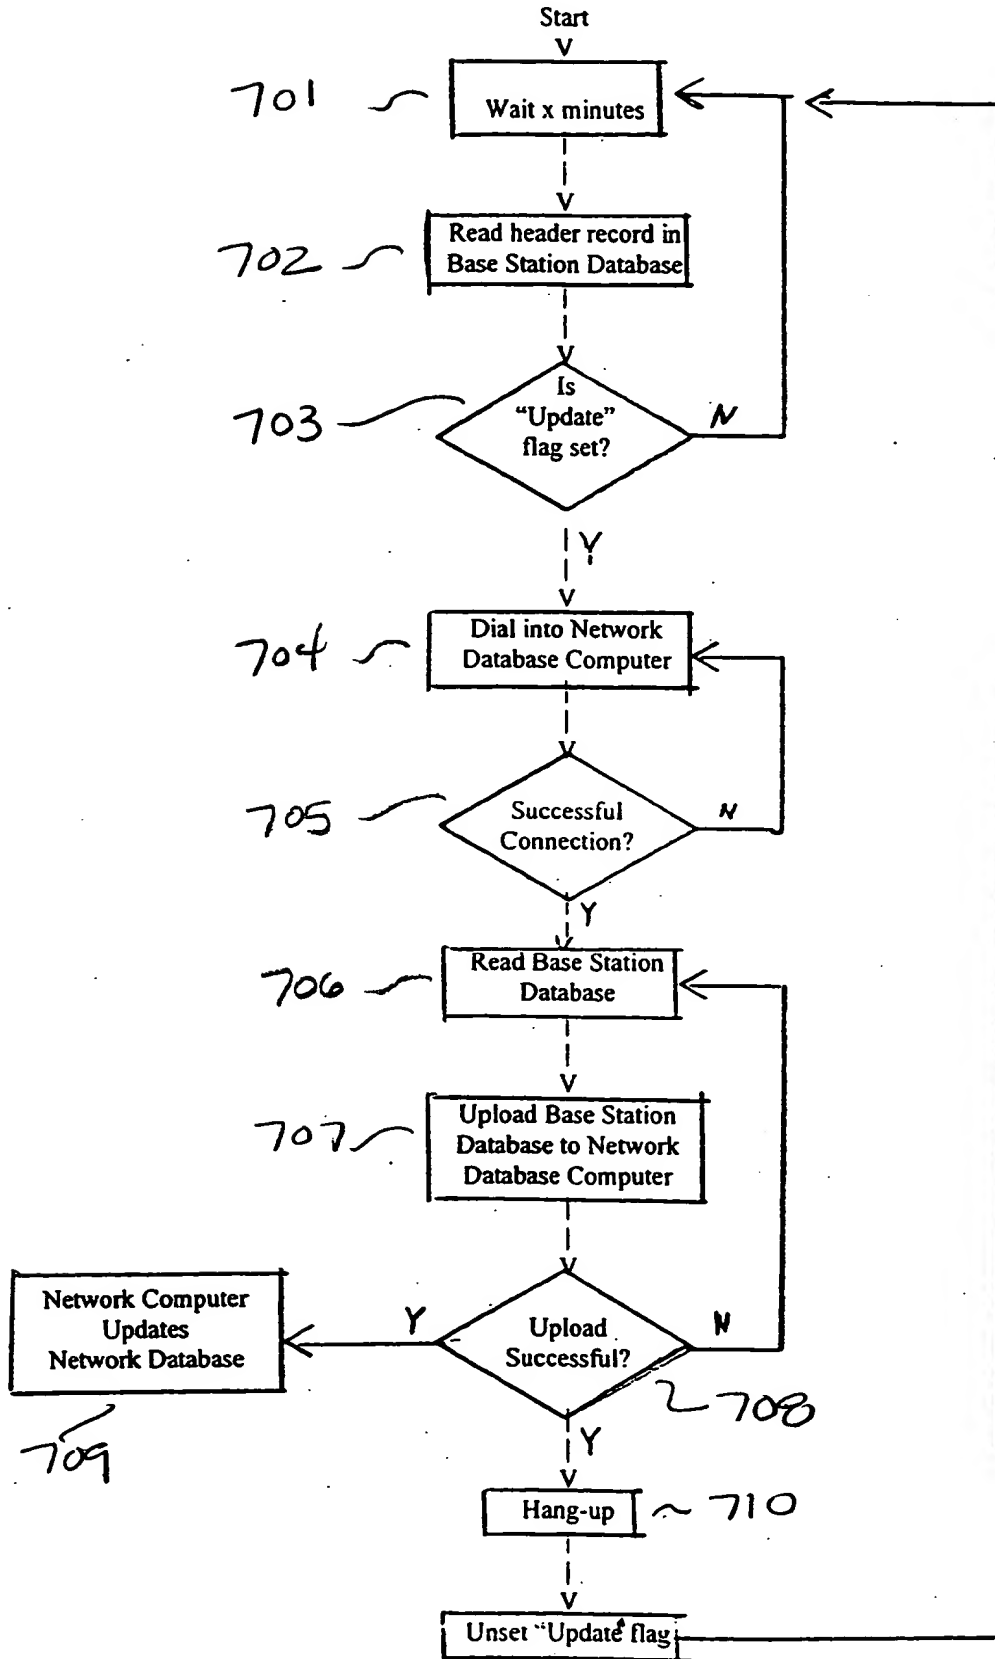 Start
701
Wait x minutes
702
Read header record in
Base Station Database
703
Is
"Update"
flag set?
N
Y
704
Dial into Network
Database Computer
705
Successful
Connection?
N
Y
706
Read Base Station
Database
707
Upload Base Station
Database to Network
Database Computer
Network Computer
Updates
Network Database
Y
Upload
Successful?
N
708
709
Y
Hang-up
710
Unset "Update" flag